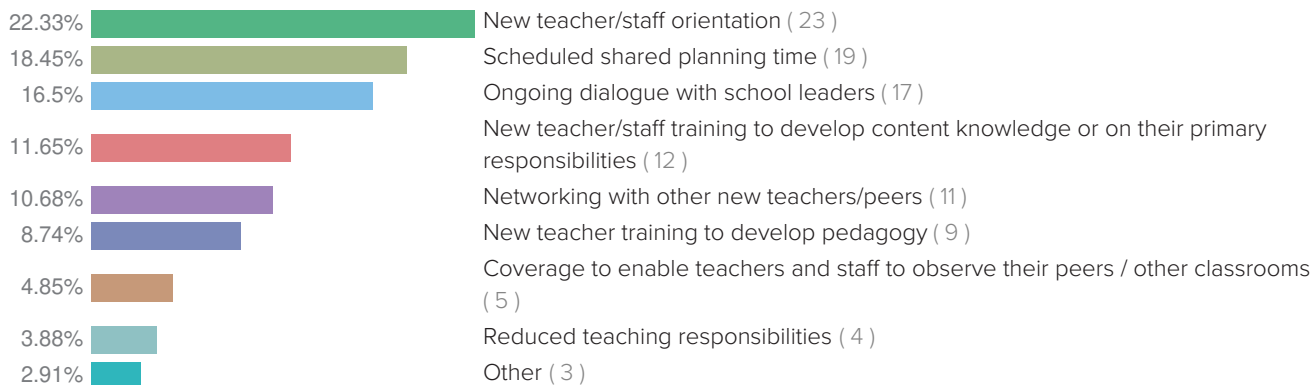 22.33% New teacher/staff orientation ( 23 )
18.45% Scheduled shared planning time ( 19 )
16.5% Ongoing dialogue with school leaders ( 17 )
11.65% New teacher/staff training to develop content knowledge or on their primary
responsibilities ( 12 )
10.68% Networking with other new teachers/peers ( 11 )
8.74% New teacher training to develop pedagogy ( 9 )
4.85% Coverage to enable teachers and staff to observe their peers / other classrooms
( 5 )
3.88% Reduced teaching responsibilities ( 4 )
2.91% Other ( 3 )